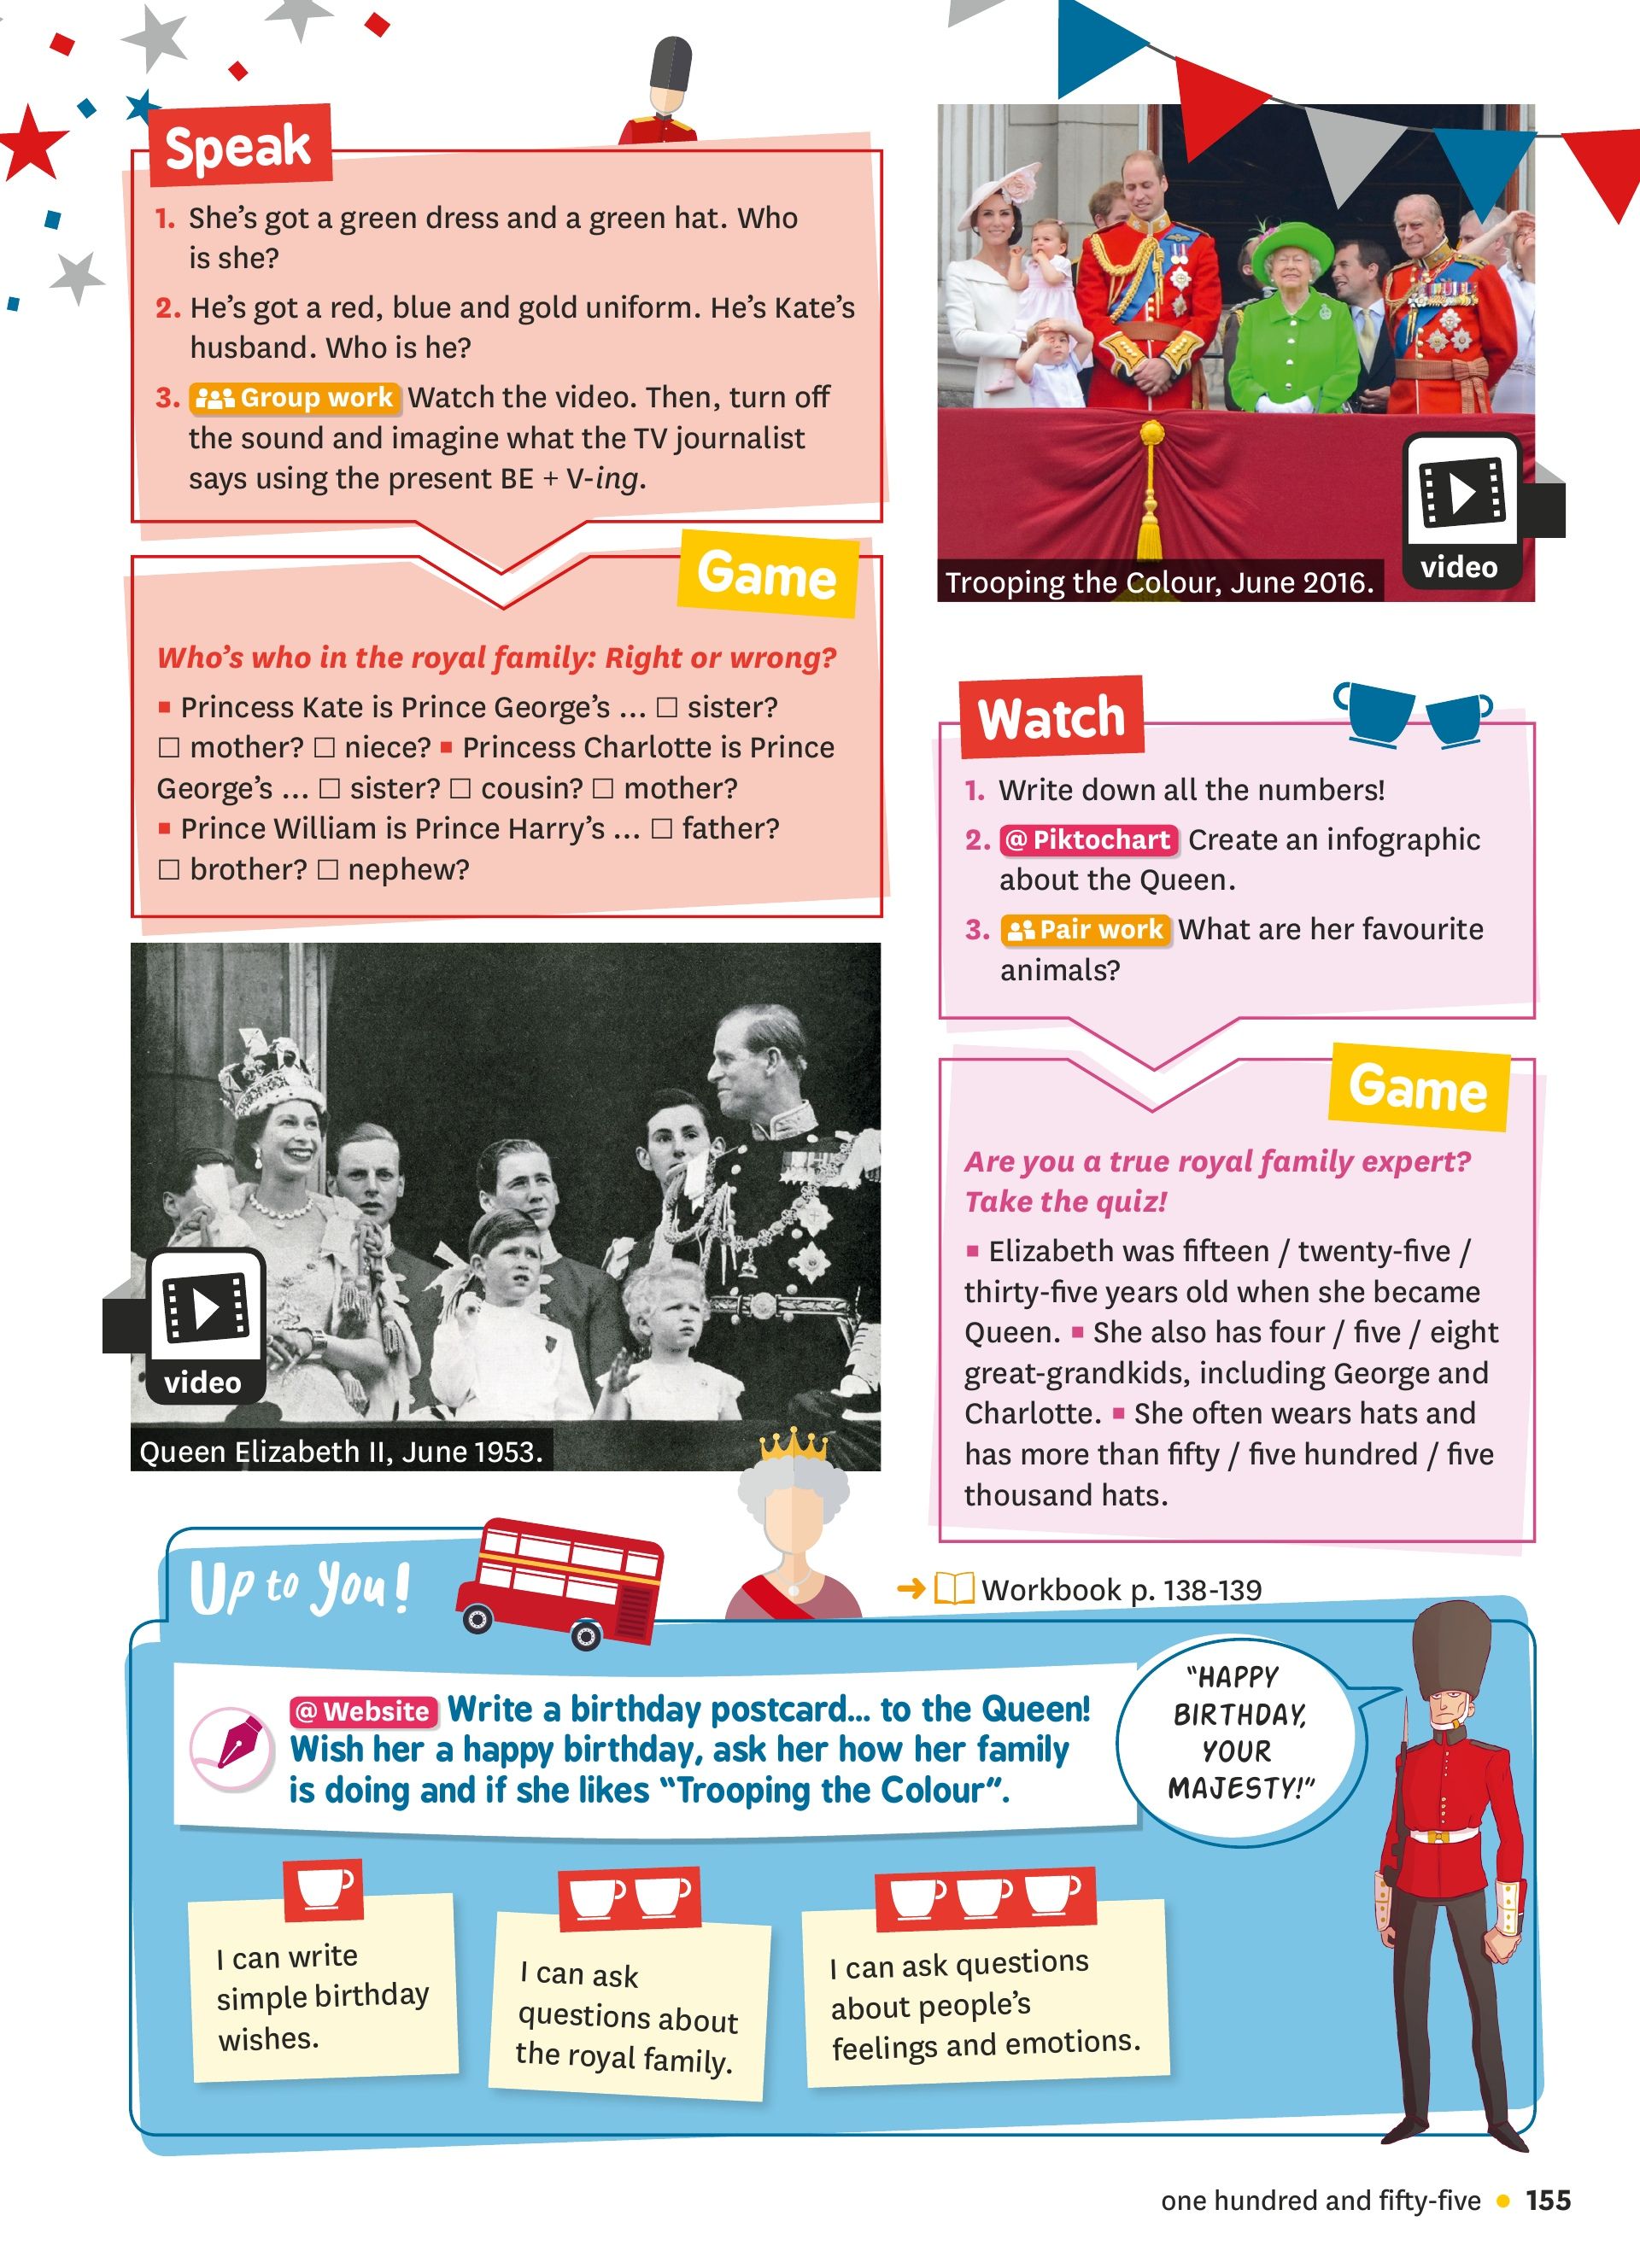 Speak
1. She's got a green dress and a green hat. Who
is she?
2. He's got a red, blue and gold uniform. He's Kate's
husband. Who is he?
3. Group work Watch the video. Then, turn off
the sound and imagine what the TV journalist
says using the present BE + V-ing.
Game
Who's who in the royal family: Right or wrong?
▪ Princess Kate is Prince George's ... ☐ sister?
☐ mother? ☐ niece? ▪ Princess Charlotte is Prince
George's ... ☐ sister? ☐ cousin? ☐ mother?
▪ Prince William is Prince Harry's ... ☐ father?
☐ brother? ☐ nephew?
video
Queen Elizabeth II, June 1953.
video
Trooping the Colour, June 2016.
Watch
1. Write down all the numbers!
2. @ Piktochart Create an infographic
about the Queen.
3. Pair work What are her favourite
animals?
Game
Are you a true royal family expert?
Take the quiz!
▪ Elizabeth was fifteen / twenty-five /
thirty-five years old when she became
Queen. ▪ She also has four / five / eight
great-grandkids, including George and
Charlotte. ▪ She often wears hats and
has more than fifty / five hundred / five
thousand hats.
➜ Workbook p. 138-139
Up to You!
@ Website Write a birthday postcard... to the Queen!
Wish her a happy birthday, ask her how her family
is doing and if she likes "Trooping the Colour".
"HAPPY
BIRTHDAY,
YOUR
MAJESTY!"
I can write
simple birthday
wishes.
I can ask
questions about
the royal family.
I can ask questions
about people's
feelings and emotions.
one hundred and fifty-five • 155